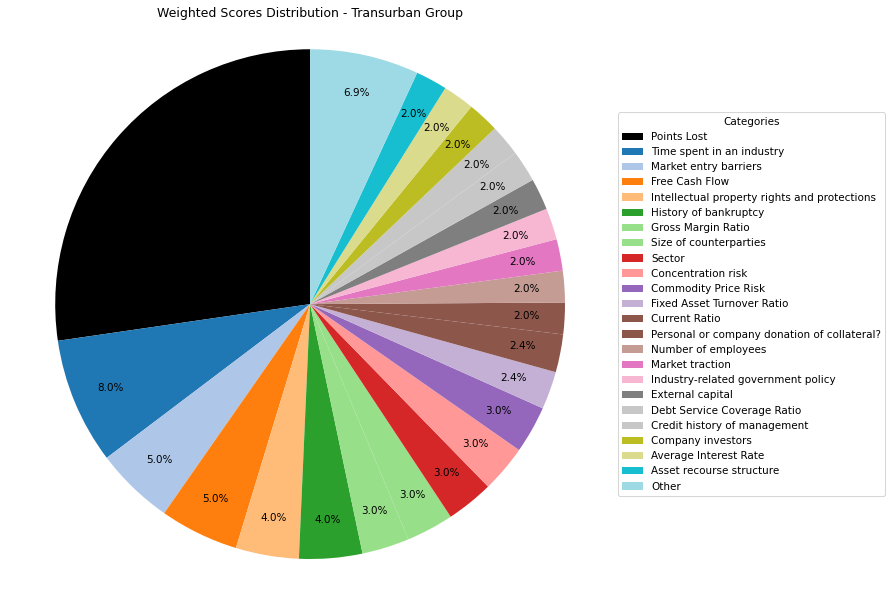 Weighted Scores Distribution - Transurban Group
6.9%
2.0%
2.0%
2.0%
2.0%
2.0%
2.0%
2.0%
2.0%
2.0%
2.0%
2.4%
2.4%
3.0%
3.0%
3.0%
3.0%
3.0%
4.0%
4.0%
5.0%
5.0%
8.0%
Categories
Points Lost
Time spent in an industry
Market entry barriers
Free Cash Flow
Intellectual property rights and protections
History of bankruptcy
Gross Margin Ratio
Size of counterparties
Sector
Concentration risk
Commodity Price Risk
Fixed Asset Turnover Ratio
Current Ratio
Personal or company donation of collateral?
Number of employees
Market traction
Industry-related government policy
External capital
Debt Service Coverage Ratio
Credit history of management
Company investors
Average Interest Rate
Asset recourse structure
Other